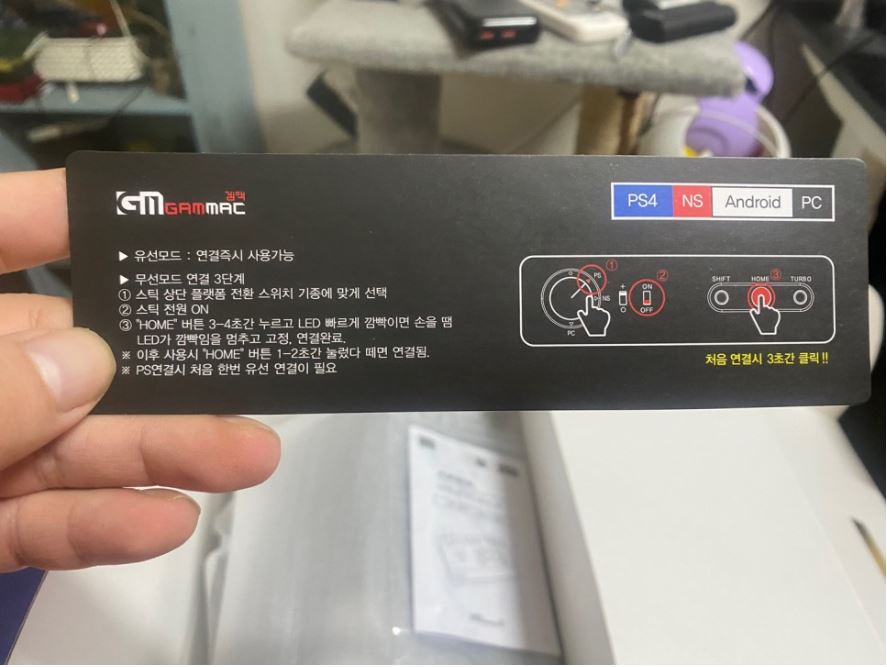 겜맥
GM GAMMAC
PS4 NS Android PC
▶ 유선모드 : 연결즉시 사용가능
▶ 무선모드 연결 3단계
① 스틱 상단 플랫폼 전환 스위치 기종에 맞게 선택
② 스틱 전원 ON
③ "HOME" 버튼 3-4초간 누르고 LED 빠르게 깜빡이면 손을 땜
LED가 깜빡임을 멈추고 고정, 연결완료.
※ 이후 사용시 "HOME" 버튼 1-2초간 눌렀다 떼면 연결됨.
※ PS연결시 처음 한번 유선 연결이 필요
① PS
NS
PC
② ON
OFF
③
SHIFT HOME TURBO
처음 연결시 3초간 클릭!!